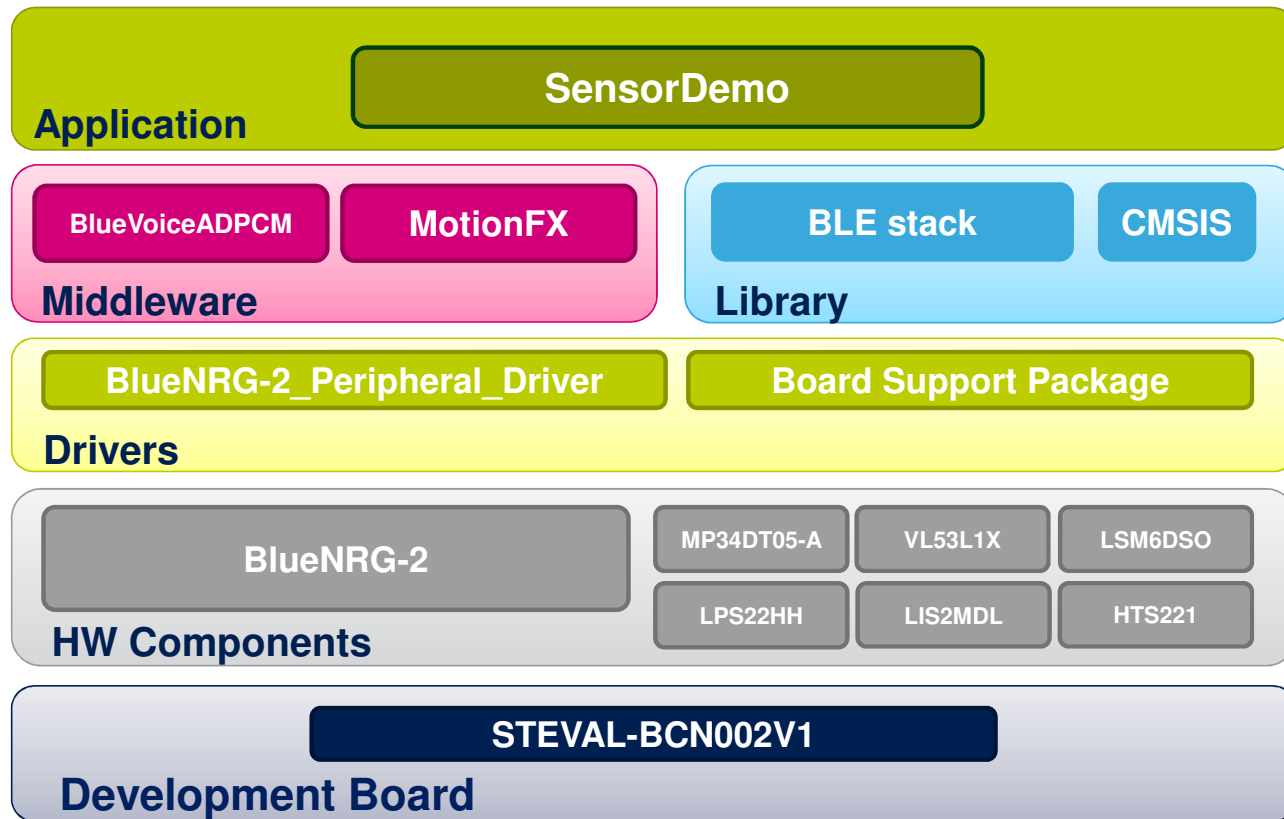 SensorDemo
Application
BlueVoiceADPCM
MotionFX
Middleware
BLE stack
CMSIS
Library
BlueNRG-2_Peripheral_Driver
Board Support Package
Drivers
BlueNRG-2
MP34DT05-A
VL53L1X
LSM6DSO
LPS22HH
LIS2MDL
HTS221
HW Components
STEVAL-BCN002V1
Development Board